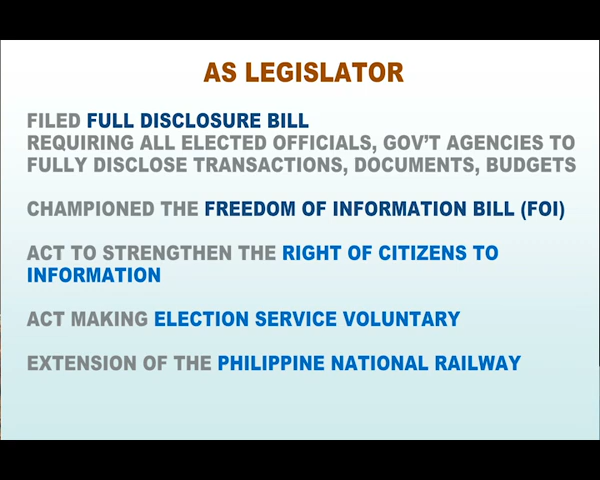 AS LEGISLATOR
FILED FULL DISCLOSURE BILL
REQUIRING ALL ELECTED OFFICIALS, GOV'T AGENCIES TO
FULLY DISCLOSE TRANSACTIONS, DOCUMENTS, BUDGETS
CHAMPIONED THE FREEDOM OF INFORMATION BILL (FOI)
ACT TO STRENGTHEN THE RIGHT OF CITIZENS TO
INFORMATION
ACT MAKING ELECTION SERVICE VOLUNTARY
EXTENSION OF THE PHILIPPINE NATIONAL RAILWAY